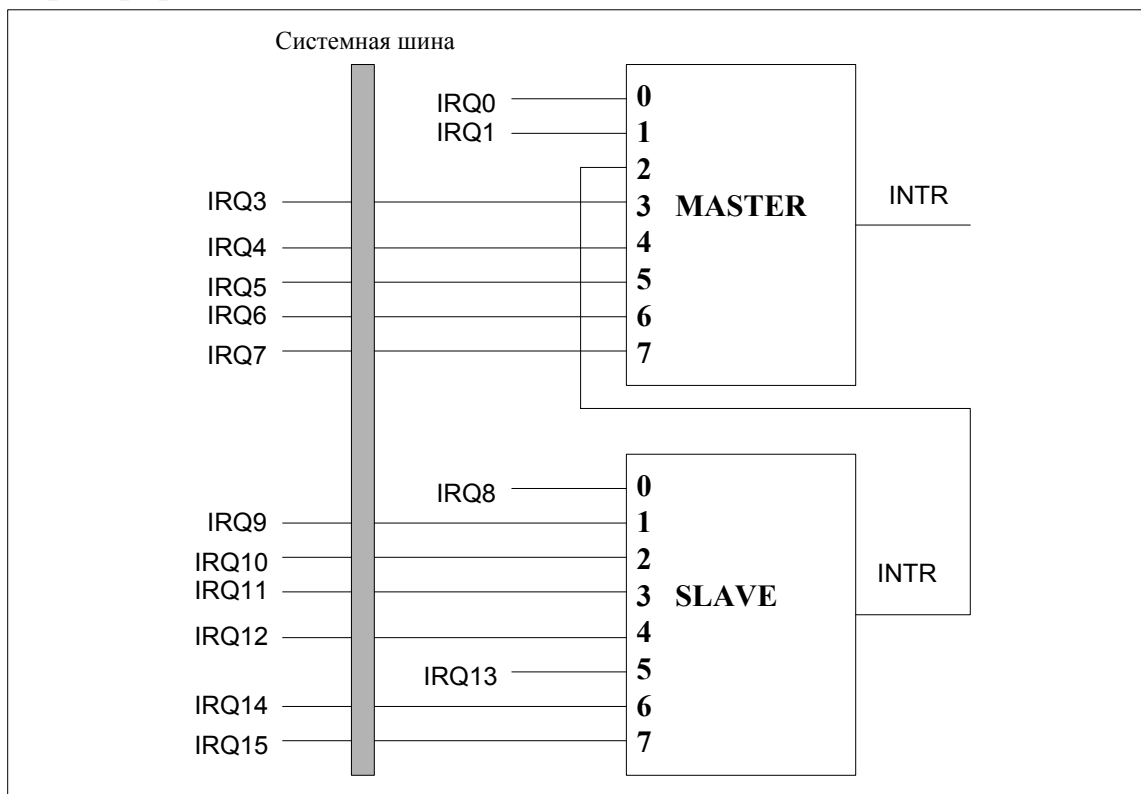 Системная шина
IRQ0
0
IRQ1
1
2
IRQ3
3
MASTER
INTR
IRQ4
4
IRQ5
5
IRQ6
6
IRQ7
7
IRQ8
0
IRQ9
1
IRQ10
2
IRQ11
3
SLAVE
INTR
IRQ12
4
IRQ13
5
IRQ14
6
IRQ15
7